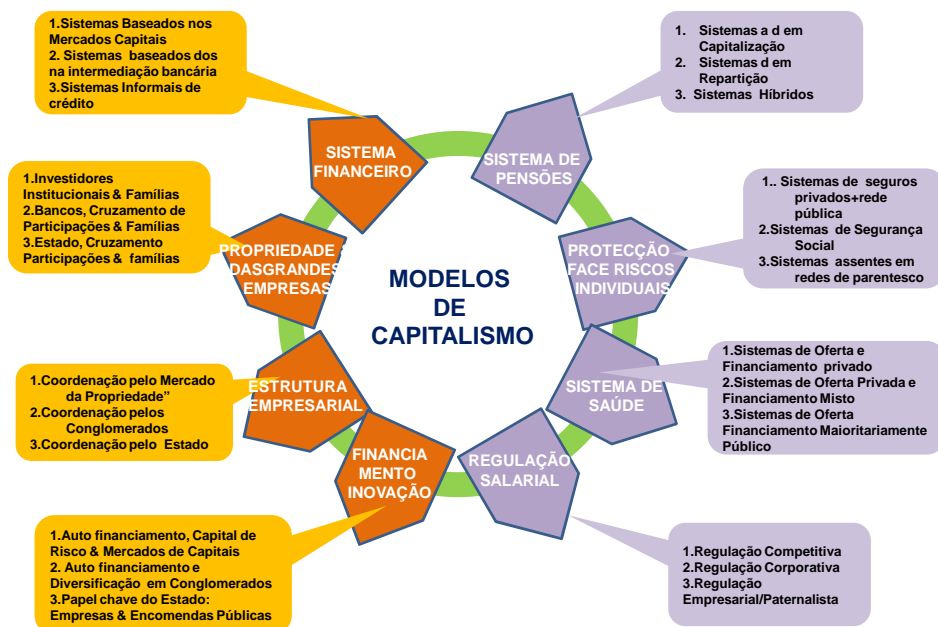 1.Sistemas Baseados nos
Mercados Capitais
2. Sistemas baseados dos
na intermediação bancária
3.Sistemas Informais de
crédito
1. Sistemas a d em
Capitalização
2. Sistemas d em
Repartição
3. Sistemas Híbridos
SISTEMA
FINANCEIRO
SISTEMA DE
PENSÕES
1.Investidores
Institucionais & Famílias
2.Bancos, Cruzamento de
Participações & Famílias
3.Estado, Cruzamento
Participações & famílias
PROPRIEDADE
DASGRANDES
EMPRESAS
PROTECÇÃO
FACE RISCOS
INDIVIDUAIS
1.. Sistemas de seguros
privados+rede
pública
2.Sistemas de Segurança
Social
3.Sistemas assentes em
redes de parentesco
MODELOS
DE
CAPITALISMO
1.Coordenação pelo Mercado
da Propriedade”
2.Coordenação pelos
Conglomerados
3.Coordenação pelo Estado
ESTRUTURA
EMPRESARIAL
SISTEMA DE
SAÚDE
1.Sistemas de Oferta e
Financiamento privado
2.Sistemas de Oferta Privada e
Financiamento Misto
3.Sistemas de Oferta
Financiamento Maioritariamente
Público
FINANCIA
MENTO
INOVAÇÃO
REGULAÇÃO
SALARIAL
1.Auto financiamento, Capital de
Risco & Mercados de Capitais
2. Auto financiamento e
Diversificação em Conglomerados
3.Papel chave do Estado:
Empresas & Encomendas Públicas
1.Regulação Competitiva
2.Regulação Corporativa
3.Regulação
Empresarial/Paternalista